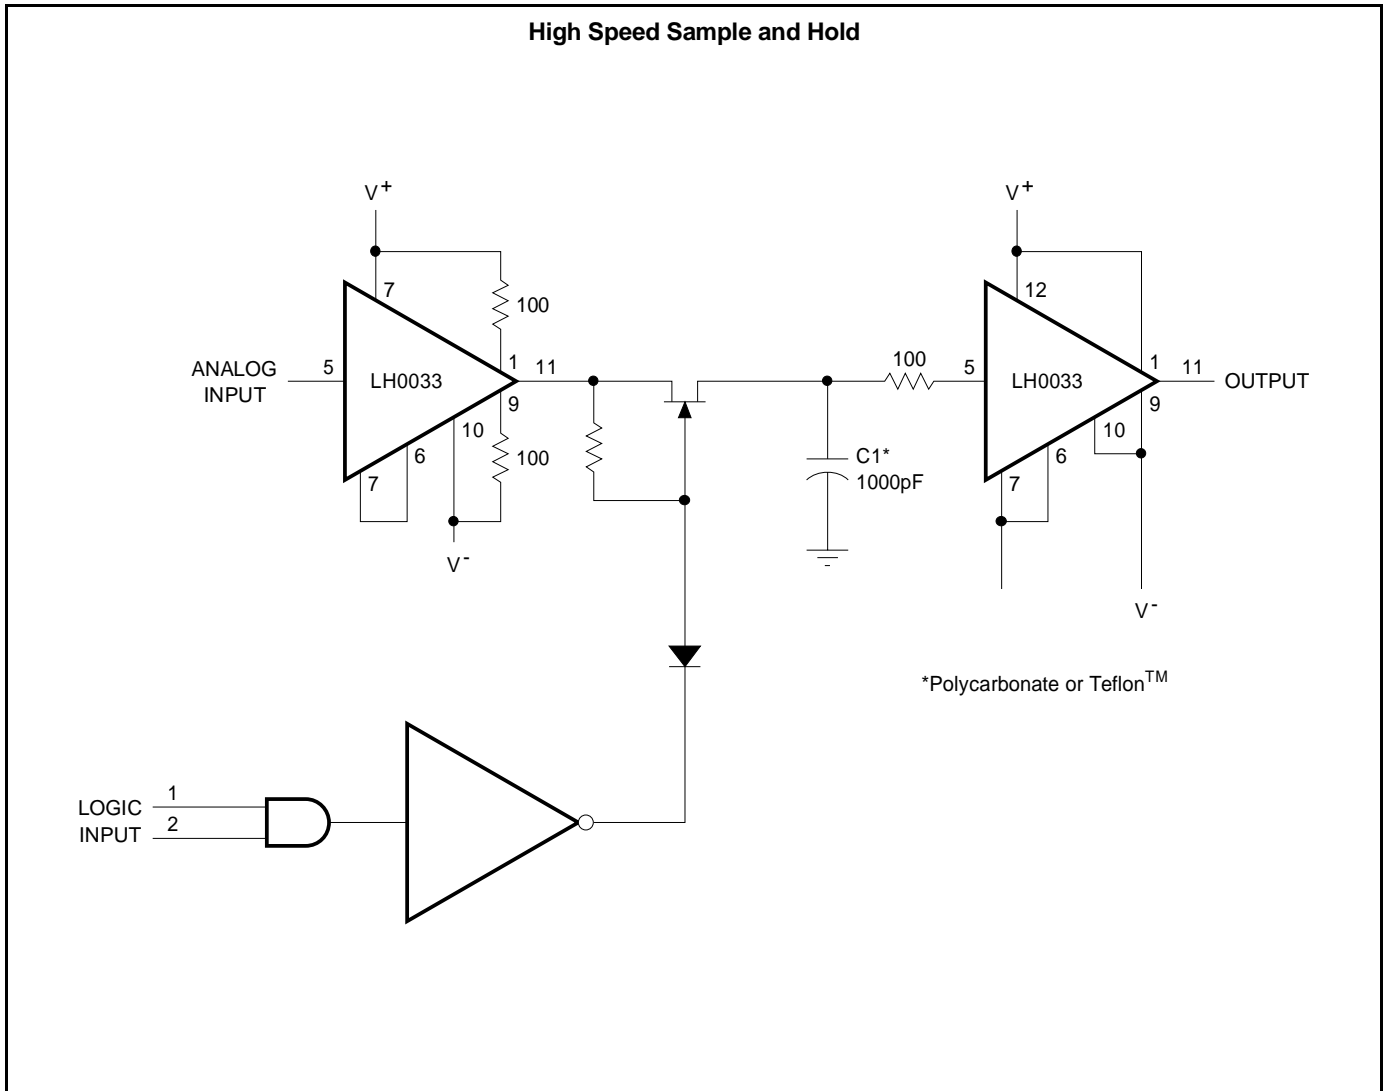 High Speed Sample and Hold
V+
7
100
ANALOG
INPUT
5
LH0033
1
11
9
10
6
7
100
V-
C1*
1000pF
100
V+
12
5
LH0033
1
11
OUTPUT
9
10
6
7
V-
*Polycarbonate or Teflon™
LOGIC
INPUT
1
2